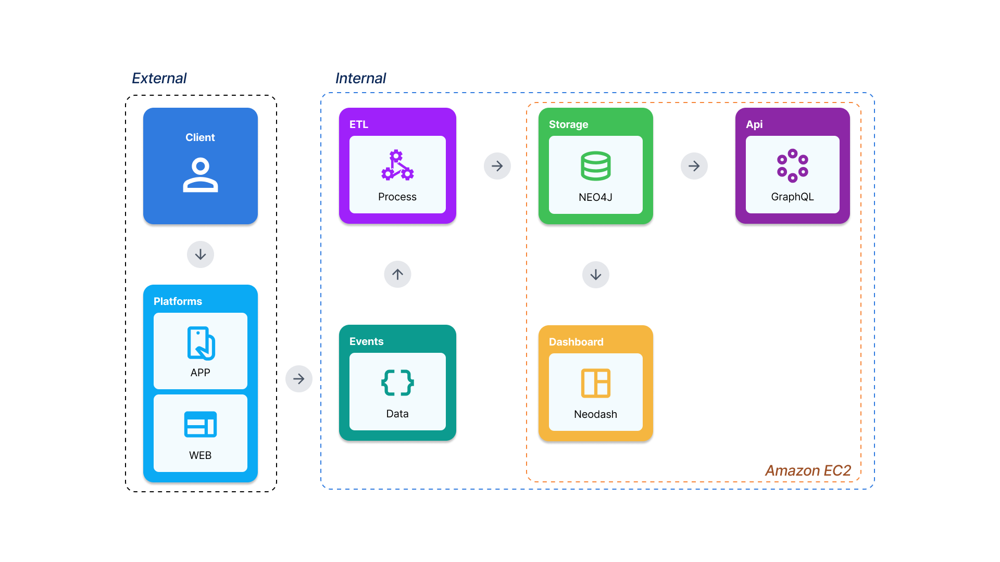 External
Client
Platforms
APP
WEB
Internal
ETL
Process
Events
Data
Storage
NEO4J
Dashboard
Neodash
Api
GraphQL
Amazon EC2